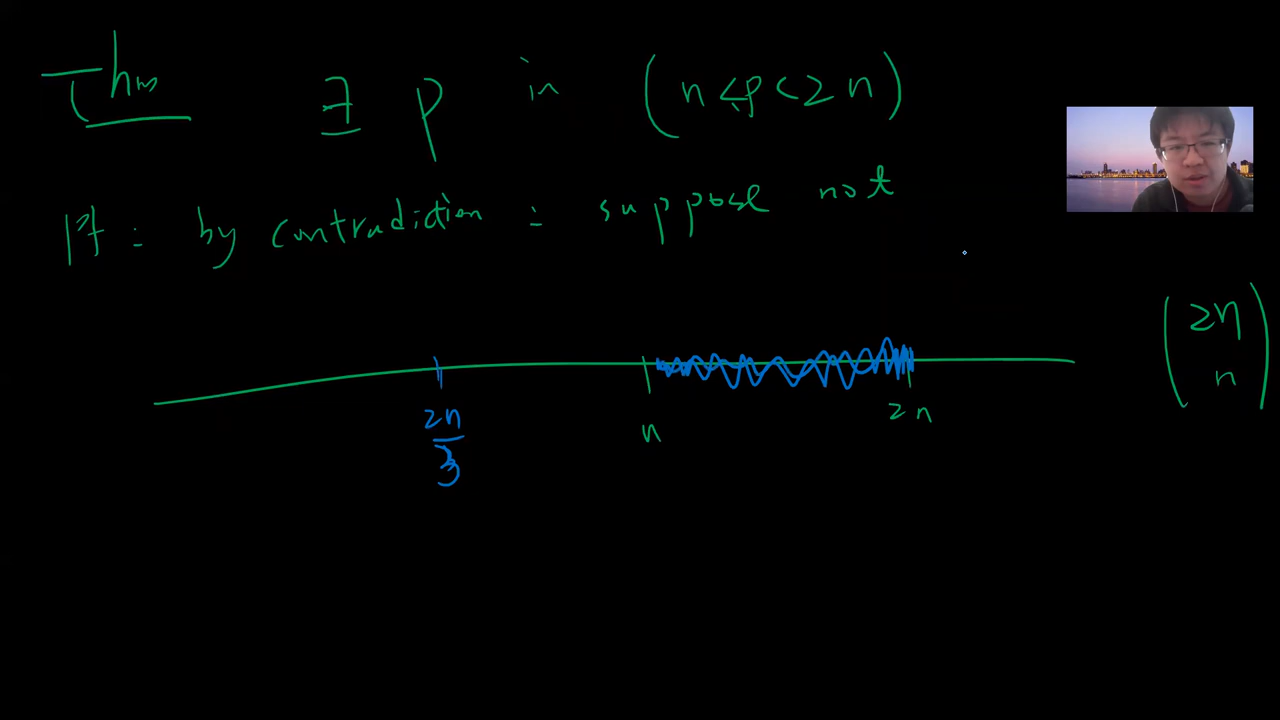 Thm ∃ p in (n < p < 2n)
Pf: by contradiction: suppose not
(2n
n)
n 2n
2n
3